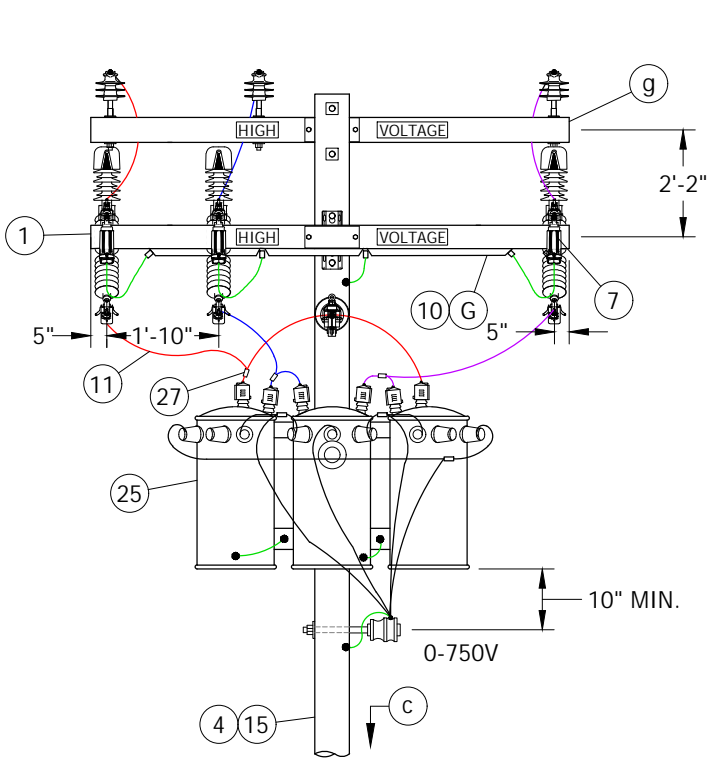 g
HIGH VOLTAGE
2'-2"
1
HIGH VOLTAGE
10 G
7
5" 1'-10" 5"
11
27
25
10" MIN.
0-750V
4 15
c